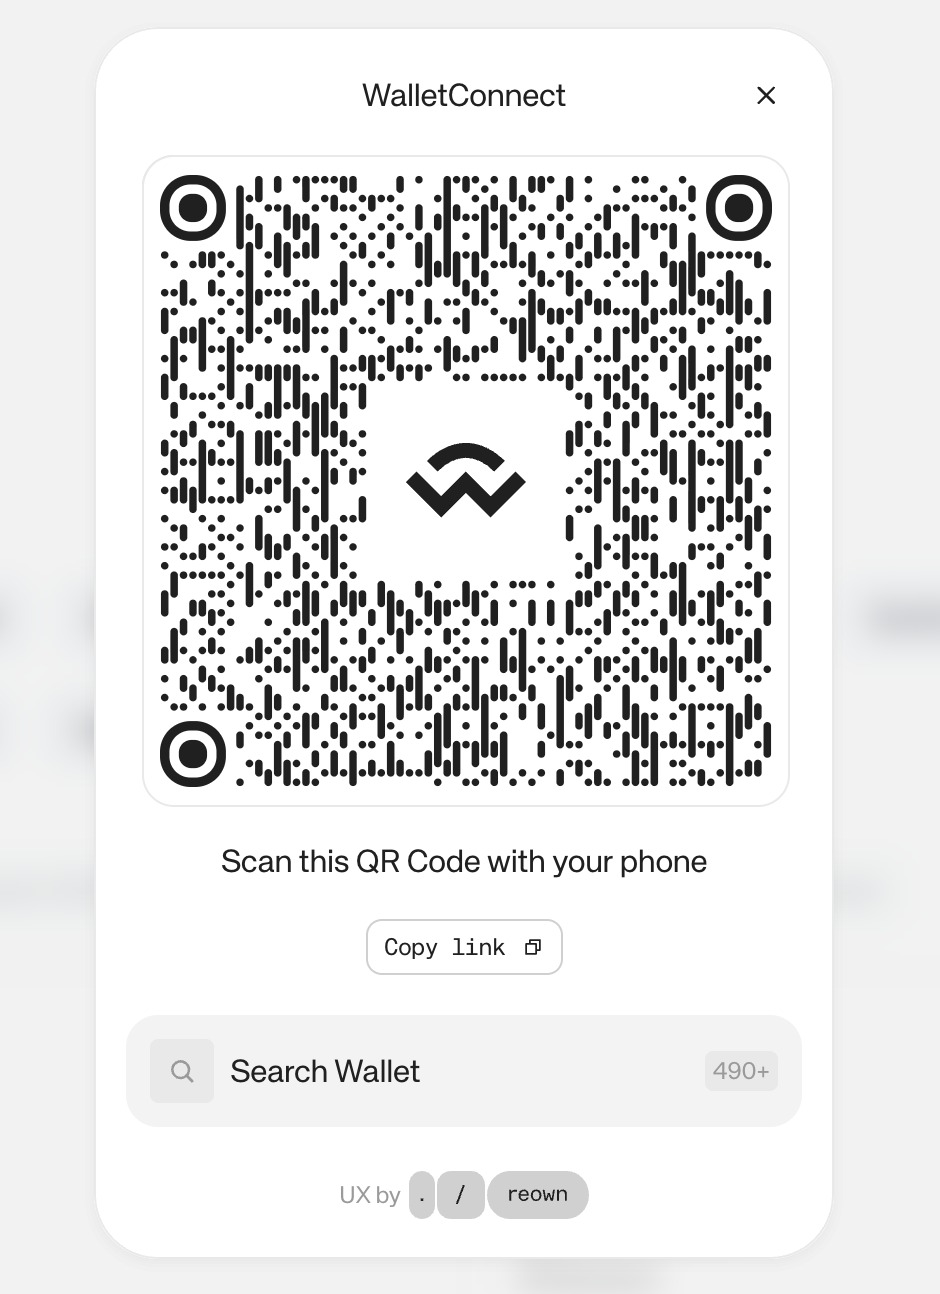 WalletConnect
Scan this QR Code with your phone
Copy link
Search Wallet 490+
UX by . / reown